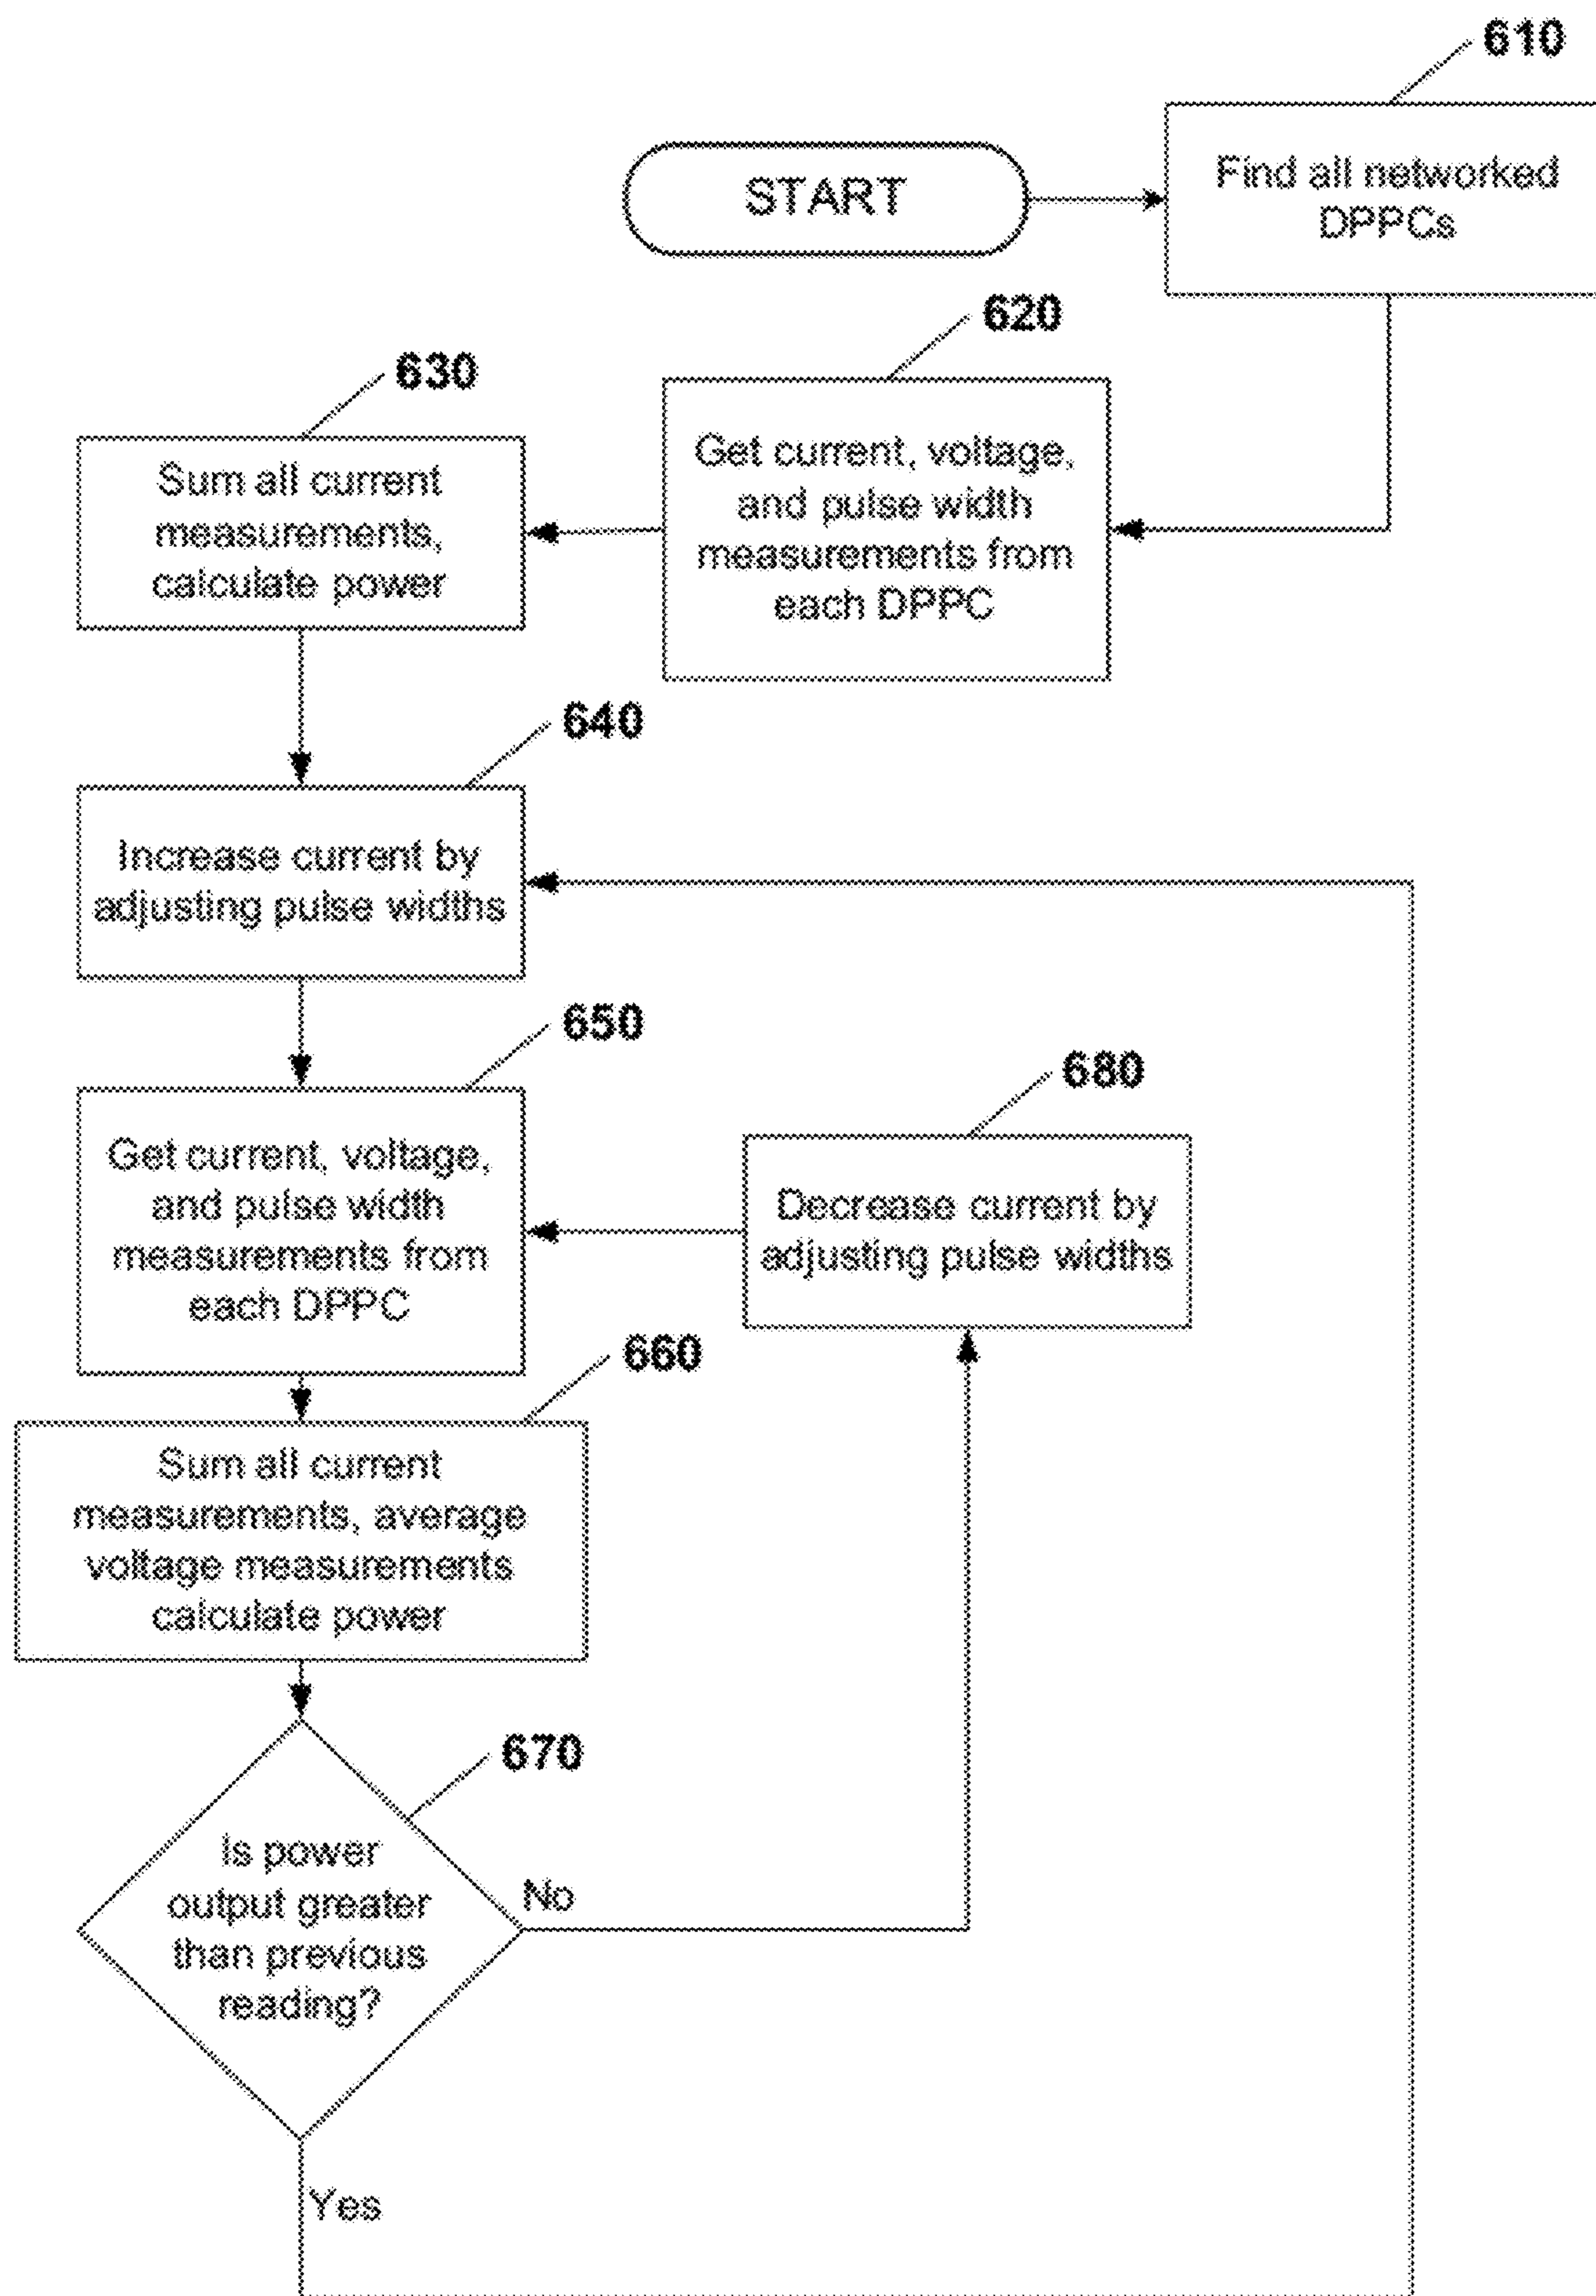 610
START
Find all networked
DPPCs
620
630
Get current, voltage,
and pulse width
measurements from
each DPPC
Sum all current
measurements,
calculate power
640
Increase current by
adjusting pulse widths
650
680
Get current, voltage,
and pulse width
measurements from
each DPPC
Decrease current by
adjusting pulse widths
660
Sum all current
measurements, average
voltage measurements
calculate power
670
Is power
output greater
than previous
reading?
No
Yes